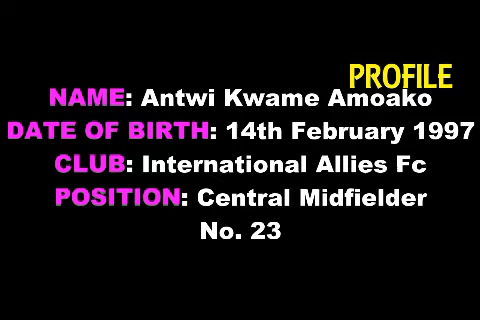 PROFILE
NAME: Antwi Kwame Amoako
DATE OF BIRTH: 14th February 1997
CLUB: International Allies Fc
POSITION: Central Midfielder
No. 23